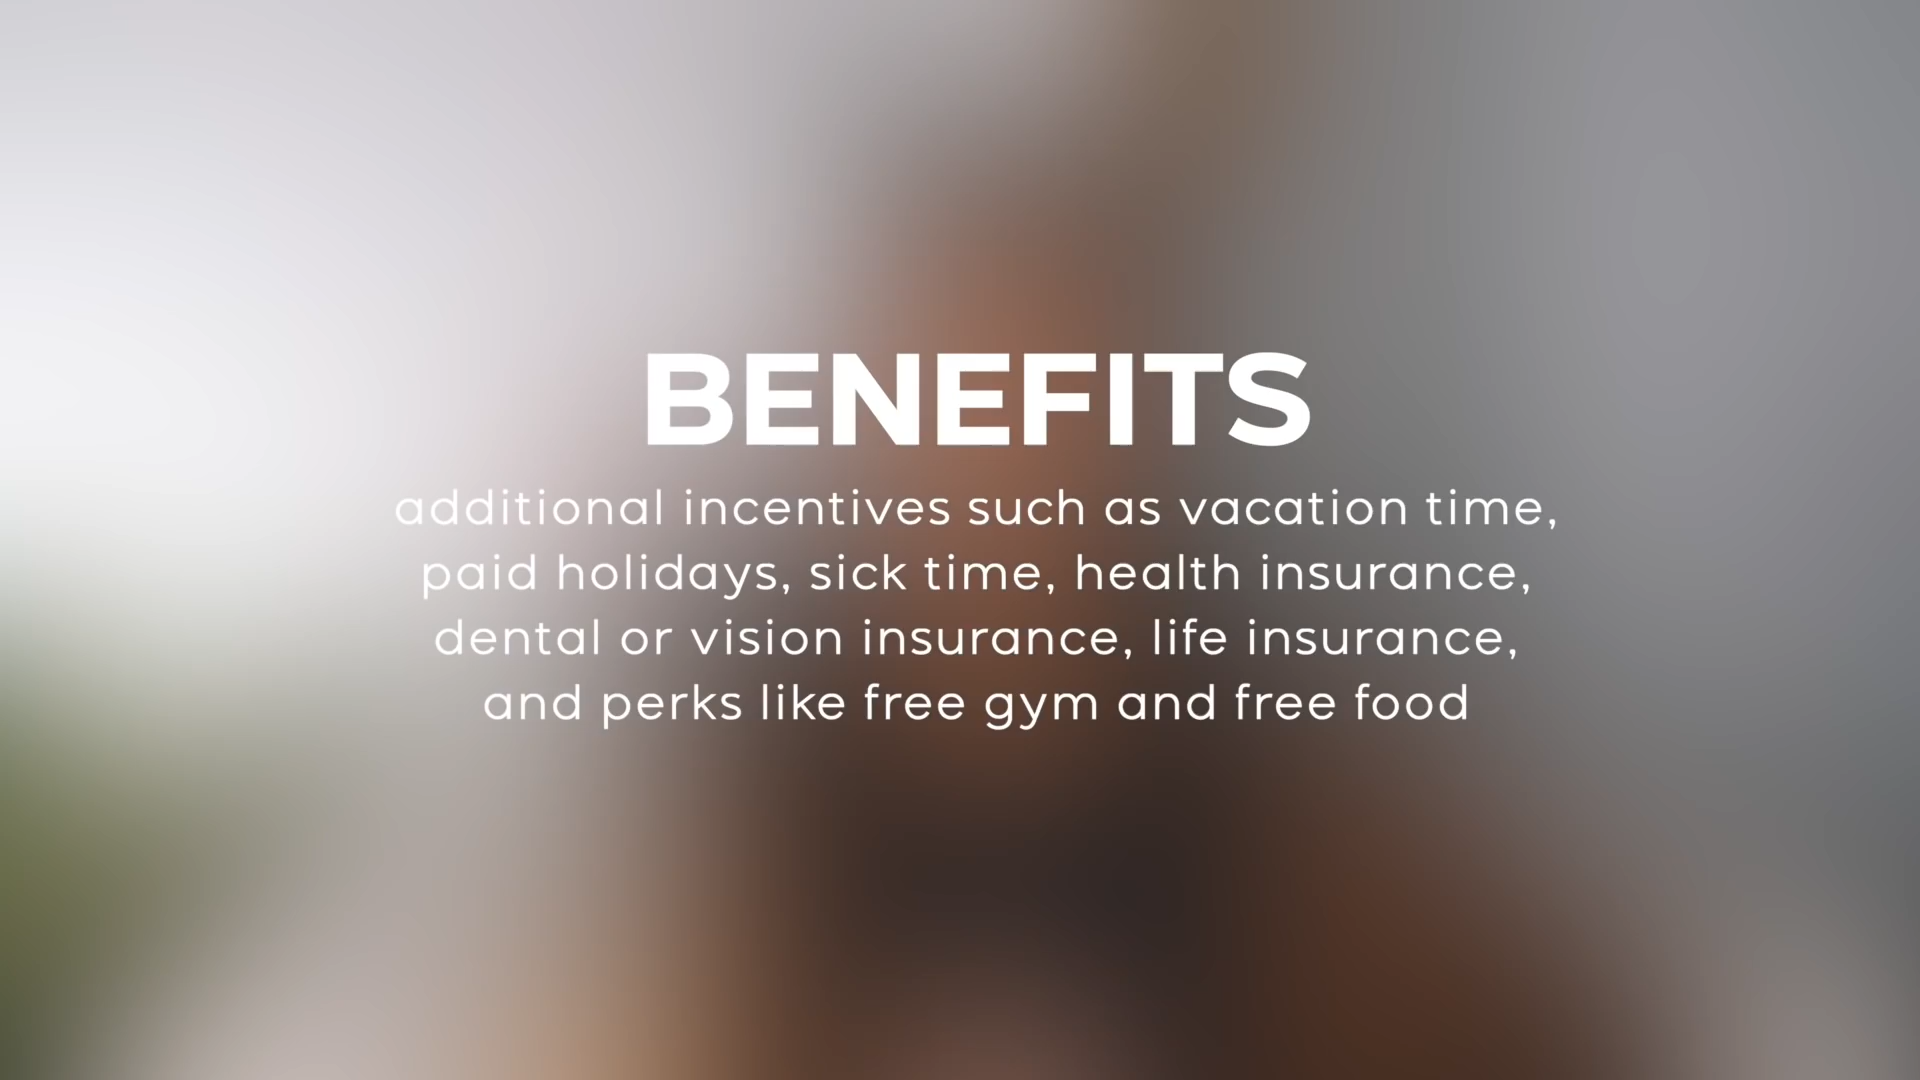 BENEFITS
additional incentives such as vacation time,
paid holidays, sick time, health insurance,
dental or vision insurance, life insurance,
and perks like free gym and free food